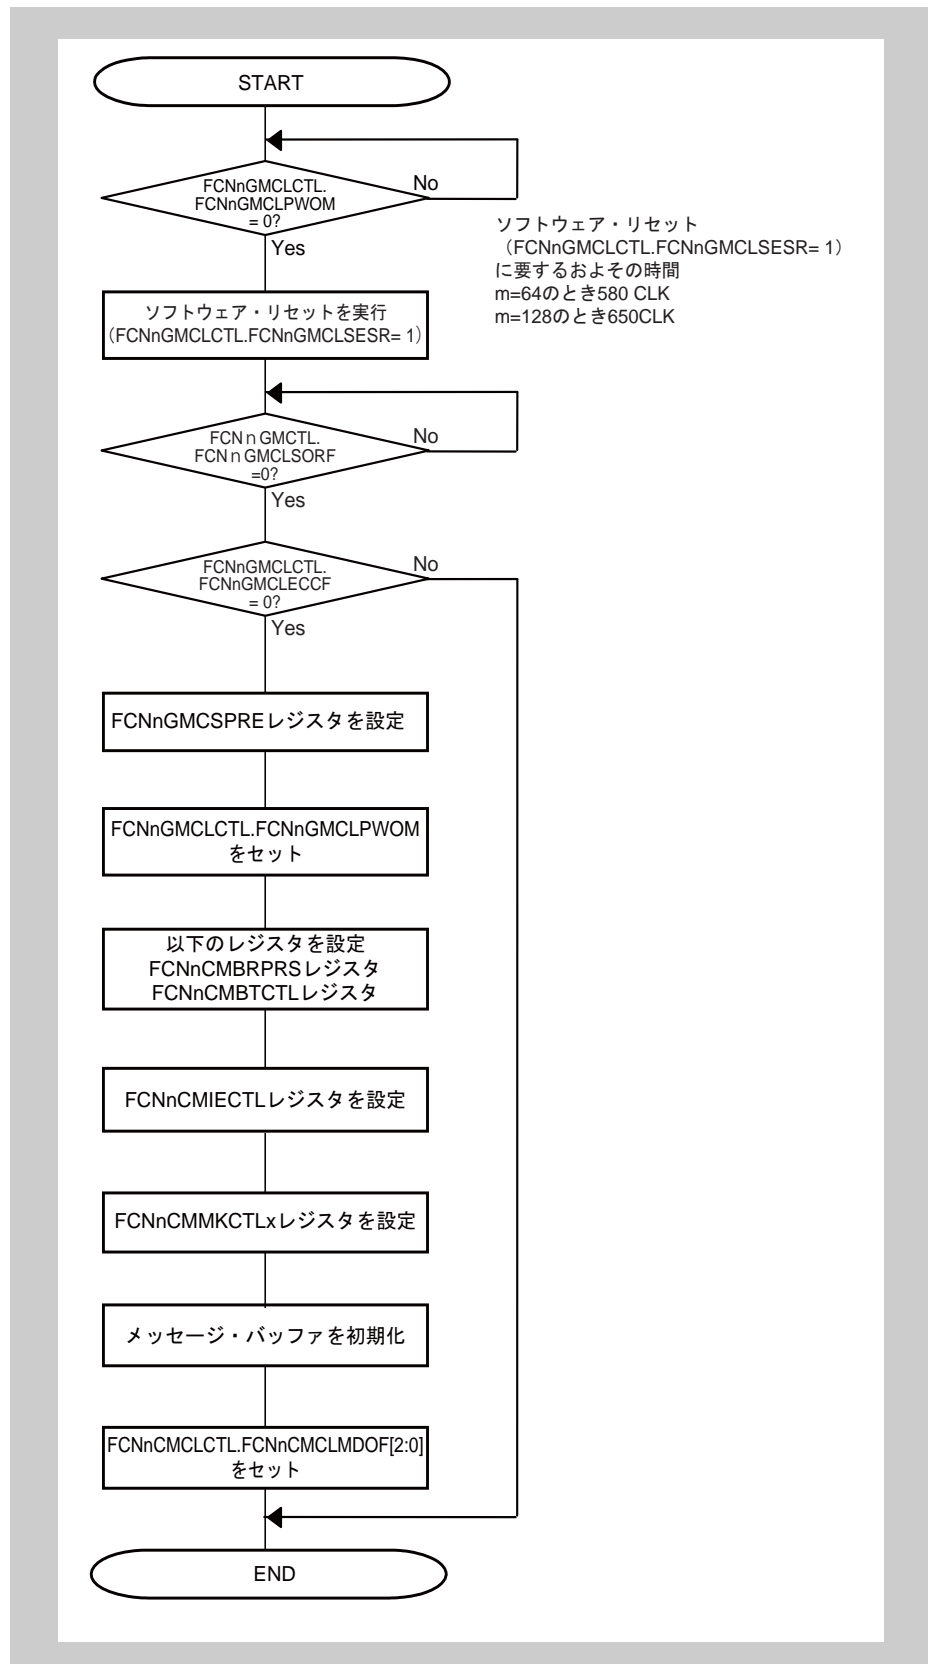 START
FCNnGMCLCTL.
FCNnGMCLPWOM
= 0?
No
Yes
ソフトウェア・リセット
（FCNnGMCLCTL.FCNnGMCLSESR= 1）
に要するおよその時間
m=64のとき580 CLK
m=128のとき650CLK
ソフトウェア・リセットを実行
（FCNnGMCLCTL.FCNnGMCLSESR= 1）
FCNｎGMCTL.
FCNｎGMCLSORF
=0?
No
Yes
FCNnGMCLCTL.
FCNnGMCLECCF
= 0?
No
Yes
FCNnGMCSPREレジスタを設定
FCNnGMCLCTL.FCNnGMCLPWOM
をセット
以下のレジスタを設定
FCNnCMBRPRSレジスタ
FCNnCMBTCTLレジスタ
FCNnCMIECTLレジスタを設定
FCNnCMMKCTLxレジスタを設定
メッセージ・バッファを初期化
FCNnCMCLCTL.FCNnCMCLMDOF[2:0]
をセット
END